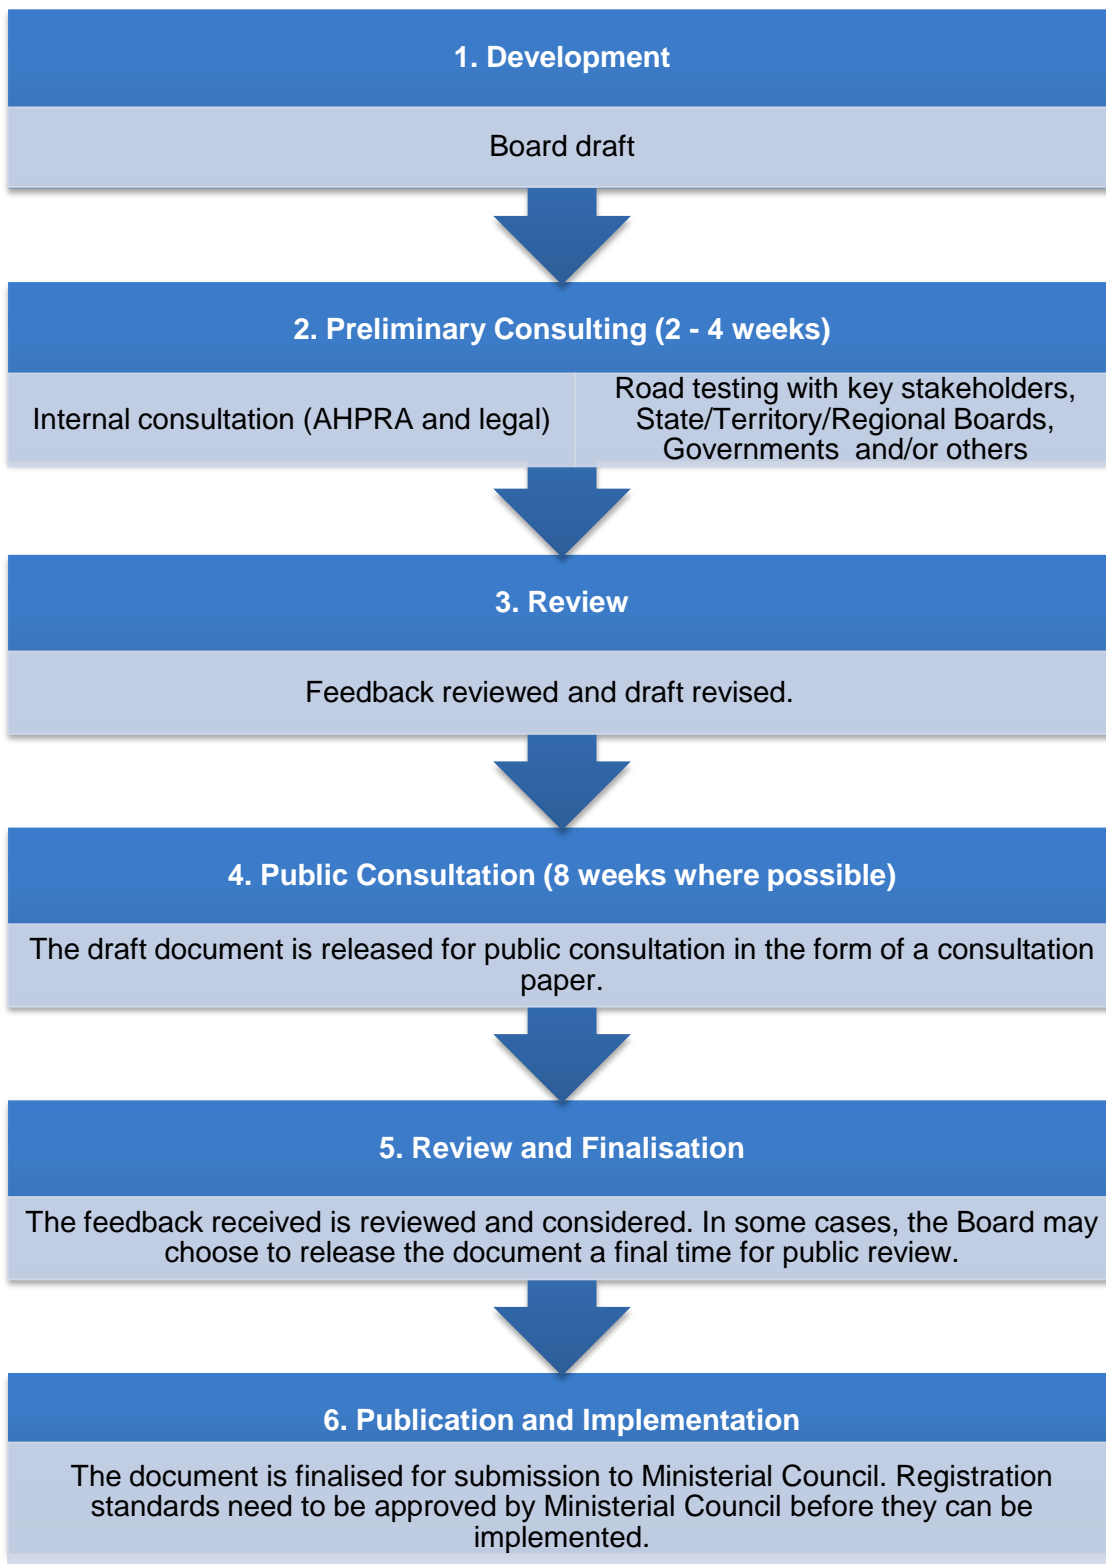 1. Development
Board draft
2. Preliminary Consulting (2 - 4 weeks)
Internal consultation (AHPRA and legal)
Road testing with key stakeholders,
State/Territory/Regional Boards,
Governments  and/or others
3. Review
Feedback reviewed and draft revised.
4. Public Consultation (8 weeks where possible)
The draft document is released for public consultation in the form of a consultation
paper.
5. Review and Finalisation
The feedback received is reviewed and considered. In some cases, the Board may
choose to release the document a final time for public review.
6. Publication and Implementation
The document is finalised for submission to Ministerial Council. Registration
standards need to be approved by Ministerial Council before they can be
implemented.